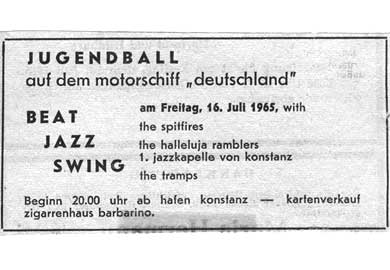 JUGENDBALL
auf dem motorschiff „deutschland"
BEAT
JAZZ
SWING
am Freitag, 16. Juli 1965, with
the spitfires
the halleluja ramblers
1. jazzkapelle von konstanz
the tramps
Beginn 20.00 uhr ab hafen konstanz — kartenverkauf
zigarrenhaus barbarino.